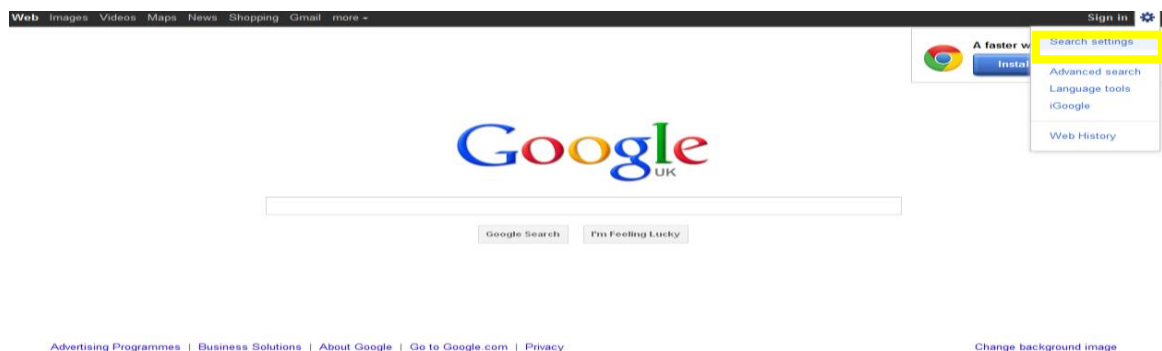 Web Images Videos Maps News Shopping Gmail more Sign in
A faster w
Instal
Search settings
Advanced search
Language tools
iGoogle
Web History
Google
UK
Google Search I'm Feeling Lucky
Advertising Programmes | Business Solutions | About Google | Go to Google.com | Privacy Change background image